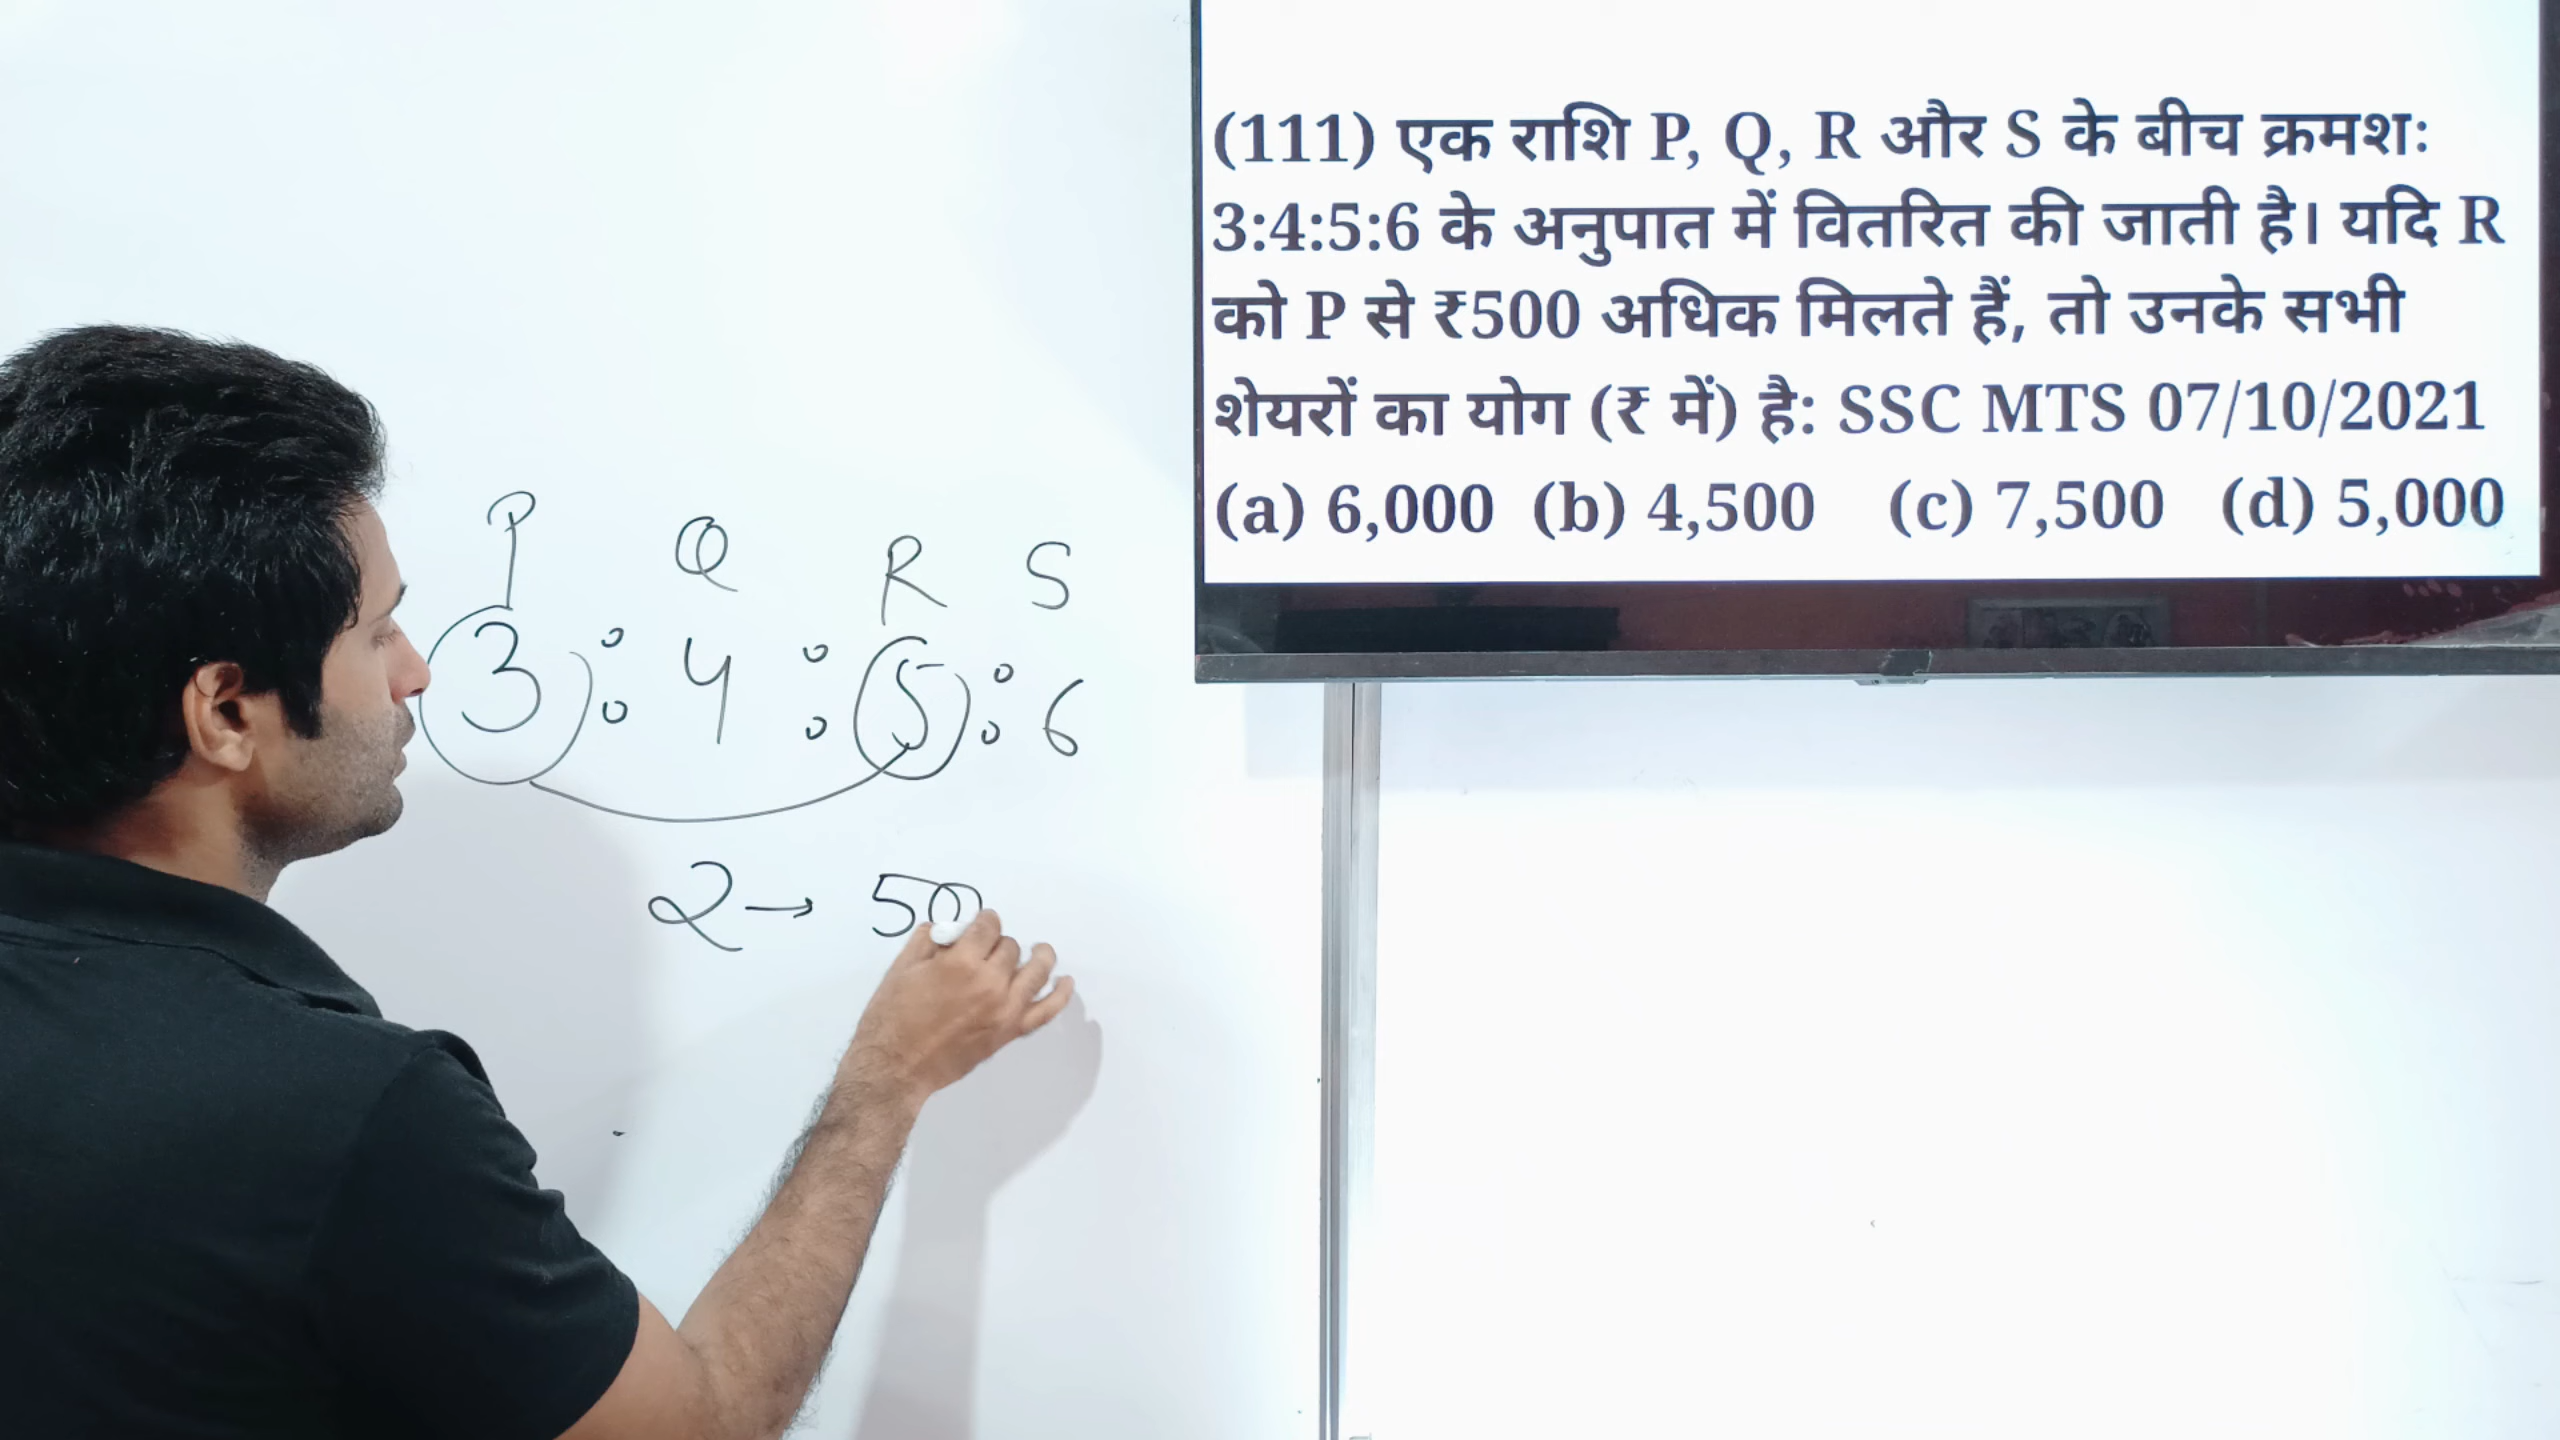 (111) एक राशि P, Q, R और S के बीच क्रमशः
3:4:5:6 के अनुपात में वितरित की जाती है। यदि R
को P से ₹500 अधिक मिलते हैं, तो उनके सभी
शेयरों का योग (₹ में) है: SSC MTS 07/10/2021
(a) 6,000 (b) 4,500 (c) 7,500 (d) 5,000
P Q R S
3 : 4 : 5 : 6
2 → 50